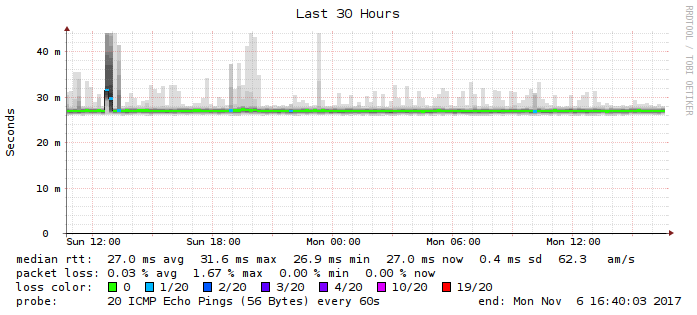 Last 30 Hours
RRDTOOL / TOBI OETIKER
Seconds
40 m
30 m
20 m
10 m
0
Sun 12:00 Sun 18:00 Mon 00:00 Mon 06:00 Mon 12:00
median rtt: 27.0 ms avg 31.6 ms max 26.9 ms min 27.0 ms now 0.4 ms sd 62.3 am/s
packet loss: 0.03 % avg 1.67 % max 0.00 % min 0.00 % now
loss color: 0 1/20 2/20 3/20 4/20 10/20 19/20
probe: 20 ICMP Echo Pings (56 Bytes) every 60s end: Mon Nov 6 16:40:03 2017